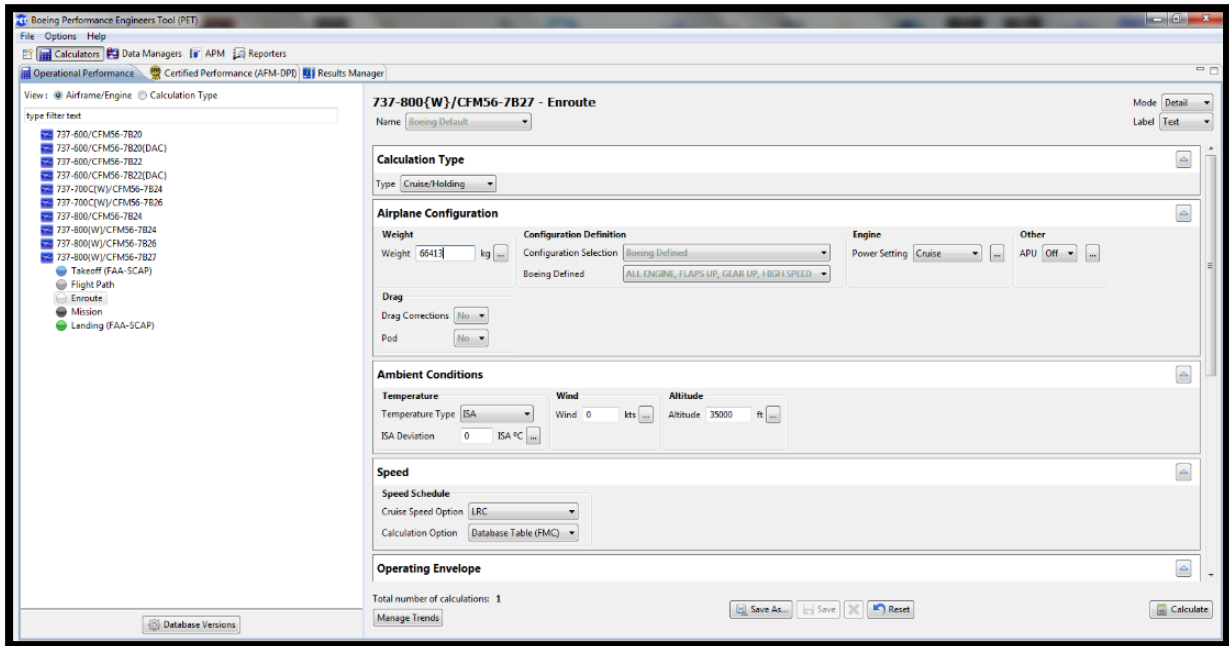 Boeing Performance Engineers Tool (PET)
File Options Help
Calculators Data Managers APM Reporters
Operational Performance Certified Performance (AFM-DPI) Results Manager
View: Airframe/Engine Calculation Type
type filter text
737-600/CFM56-7B20
737-600/CFM56-7B20{DAC}
737-600/CFM56-7B22
737-600/CFM56-7B22{DAC}
737-700C{W}/CFM56-7B24
737-700C{W}/CFM56-7B26
737-800/CFM56-7B24
737-800{W}/CFM56-7B24
737-800{W}/CFM56-7B26
737-800{W}/CFM56-7B27
Takeoff (FAA-SCAP)
Flight Path
Enroute
Mission
Landing (FAA-SCAP)
Database Versions
737-800{W}/CFM56-7B27 - Enroute
Mode Detail
Name Boeing Default
Label Text
Calculation Type
Type Cruise/Holding
Airplane Configuration
Weight Configuration Definition Engine Other
Weight 66413 kg ... Configuration Selection Boeing Defined Power Setting Cruise ... APU Off ...
Boeing Defined ALL ENGINE, FLAPS UP, GEAR UP, HIGH SPEED
Drag
Drag Corrections No
Pod No
Ambient Conditions
Temperature Wind Altitude
Temperature Type ISA Wind 0 kts ... Altitude 35000 ft ...
ISA Deviation 0 ISA ºC ...
Speed
Speed Schedule
Cruise Speed Option LRC
Calculation Option Database Table (FMC)
Operating Envelope
Total number of calculations: 1
Manage Trends Save As... Save Reset Calculate